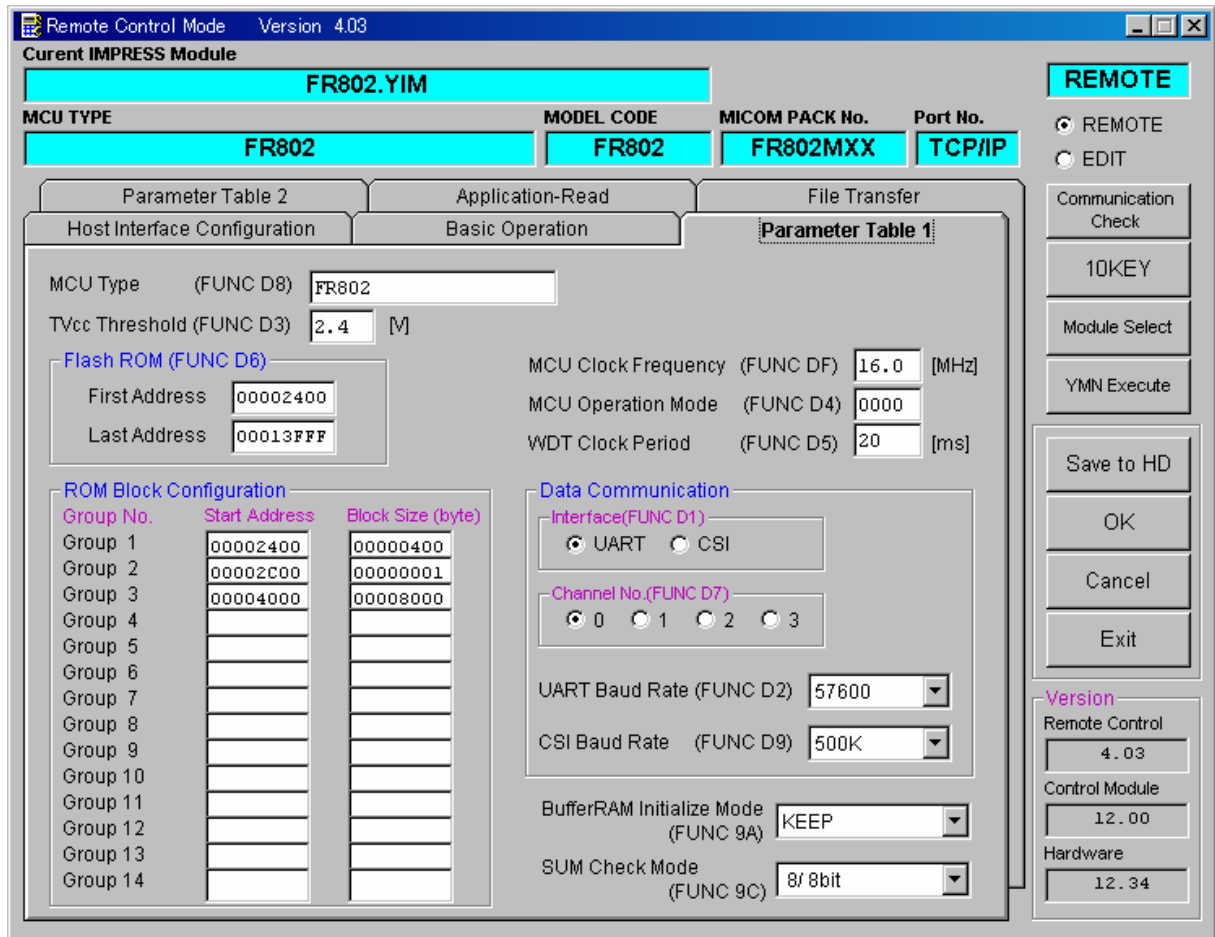 Remote Control Mode Version 4.03
Curent IMPRESS Module
FR802.YIM
REMOTE
MCU TYPE MODEL CODE MICOM PACK No. Port No.
FR802 FR802 FR802MXX TCP/IP
REMOTE
EDIT
Parameter Table 2 Application-Read File Transfer
Host Interface Configuration Basic Operation Parameter Table 1
MCU Type (FUNC D8) FR802
TVcc Threshold (FUNC D3) 2.4 [V]
Flash ROM (FUNC D6)
First Address 00002400
Last Address 00013FFF
MCU Clock Frequency (FUNC DF) 16.0 [MHz]
MCU Operation Mode (FUNC D4) 0000
WDT Clock Period (FUNC D5) 20 [ms]
ROM Block Configuration
Group No. Start Address Block Size (byte)
Group 1 00002400 00000400
Group 2 00002C00 00000001
Group 3 00004000 00008000
Group 4
Group 5
Group 6
Group 7
Group 8
Group 9
Group 10
Group 11
Group 12
Group 13
Group 14
Data Communication
Interface(FUNC D1)
UART CSI
Channel No.(FUNC D7)
0 1 2 3
UART Baud Rate (FUNC D2) 57600
CSI Baud Rate (FUNC D9) 500K
BufferRAM Initialize Mode
(FUNC 9A) KEEP
SUM Check Mode
(FUNC 9C) 8/ 8bit
Communication
Check
10KEY
Module Select
YMN Execute
Save to HD
OK
Cancel
Exit
Version
Remote Control
4.03
Control Module
12.00
Hardware
12.34